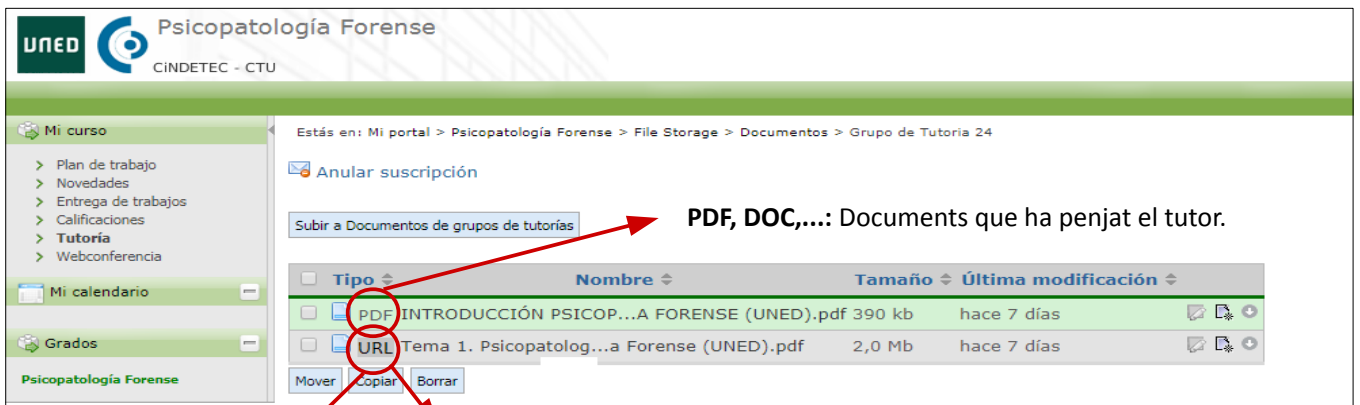 UNED
Psicopatología Forense
CiNDETEC - CTU
Mi curso
Estás en: Mi portal > Psicopatología Forense > File Storage > Documentos > Grupo de Tutoria 24
> Plan de trabajo
> Novedades
> Entrega de trabajos
> Calificaciones
> Tutoría
> Webconferencia
Anular suscripción
Subir a Documentos de grupos de tutorías
PDF, DOC,...: Documents que ha penjat el tutor.
Mi calendario
Grados
Psicopatología Forense
Tipo Nombre Tamaño Última modificación
PDF INTRODUCCIÓN PSICOP...A FORENSE (UNED).pdf 390 kb hace 7 días
URL Tema 1. Psicopatolog...a Forense (UNED).pdf 2,0 Mb hace 7 días
Mover Copiar Borrar